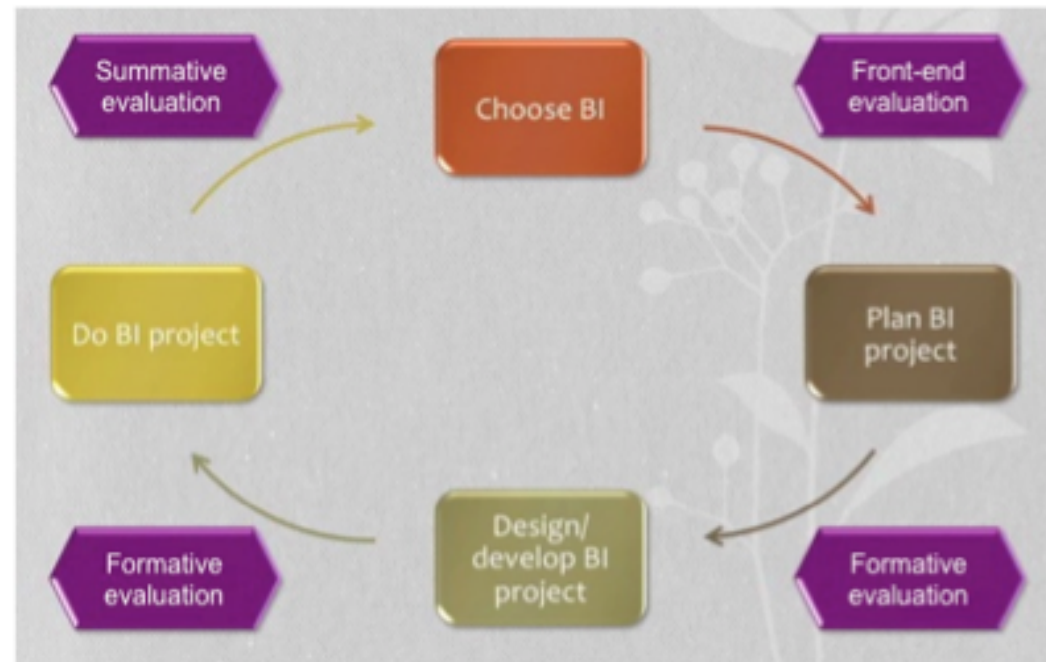 Summative
evaluation
Choose BI
Front-end
evaluation
Do BI project
Plan BI
project
Design/
develop BI
project
Formative
evaluation
Formative
evaluation